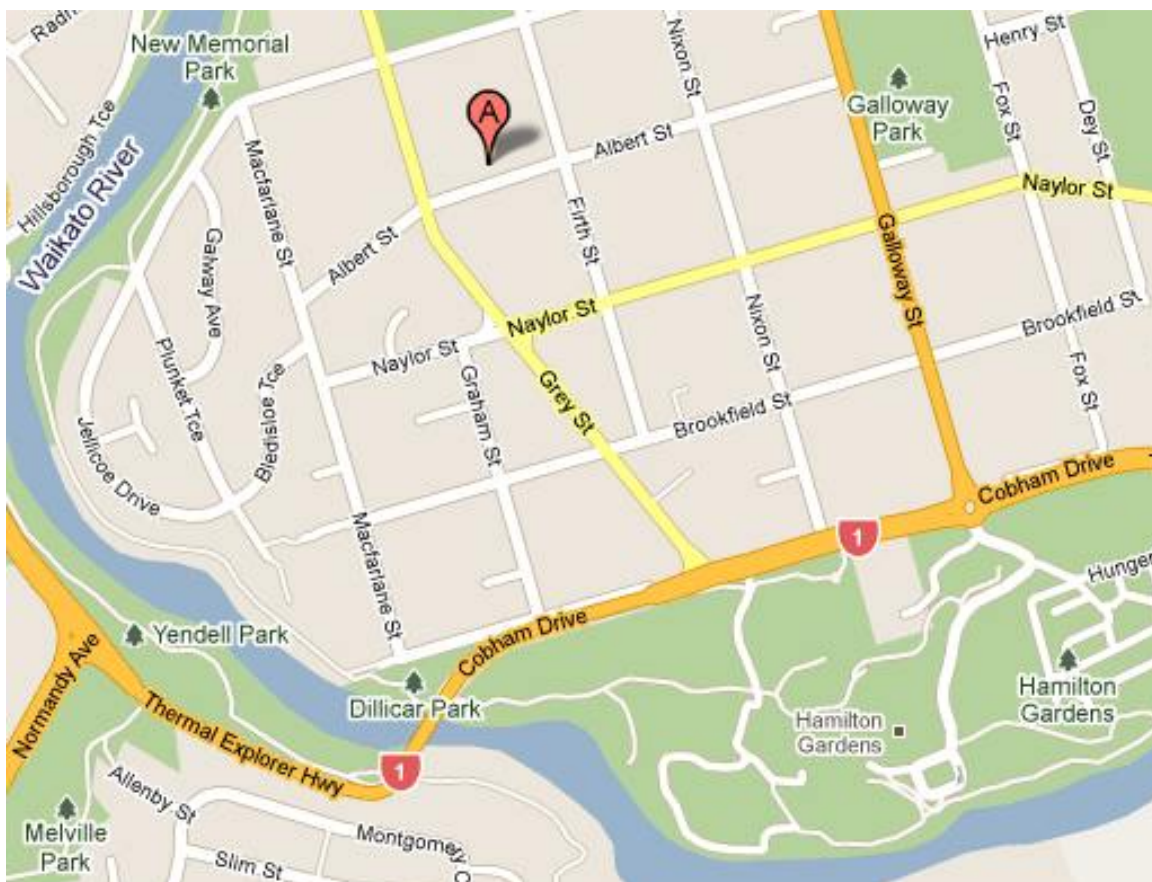 Radn
New Memorial
Park
Hillsborough Tce
Waikato River
Macfarlane St
Galway Ave
Albert St
Albert St
A
Firth St
Nixon St
Galloway
Park
Henry St
Fox St
Dey St
Naylor St
Galloway St
Naylor St
Naylor St
Nixon St
Brookfield St
Fox St
Plunket Tce
Bledisloe Tce
Graham St
Grey St
Brookfield St
Jellicoe Drive
Macfarlane St
Cobham Drive
1
Hunger
Yendell Park
Cobham Drive
Normandy Ave
Thermal Explorer Hwy
Dillicar Park
Hamilton
Gardens
Hamilton
Gardens
1
Allenby St
Melville
Park
Montgomery C
Slim St